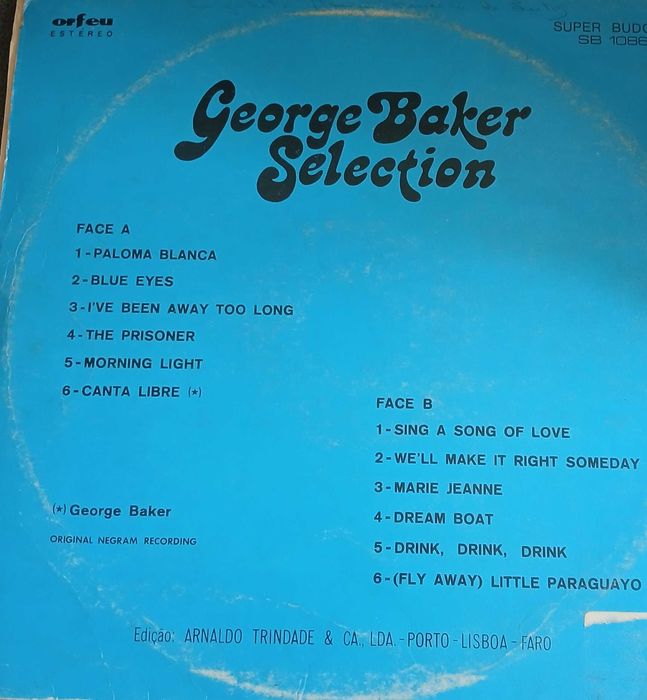 orfeu
ESTEREO
SUPER
SB
George Baker
Selection
FACE A
1-PALOMA BLANCA
2-BLUE EYES
3-I'VE BEEN AWAY TOO LONG
4-THE PRISONER
5-MORNING LIGHT
6-CANTA LIBRE (*)
FACE B
1-SING A SONG OF LOVE
2-WE'LL MAKE IT RIGHT SOMEDAY
3-MARIE JEANNE
4-DREAM BOAT
5-DRINK, DRINK, DRINK
6-(FLY AWAY) LITTLE PARAGUAYO
(*) George Baker
ORIGINAL NEGRAM RECORDING
Edição: ARNALDO TRINDADE & CA., LDA.-PORTO-LISBOA-FARO